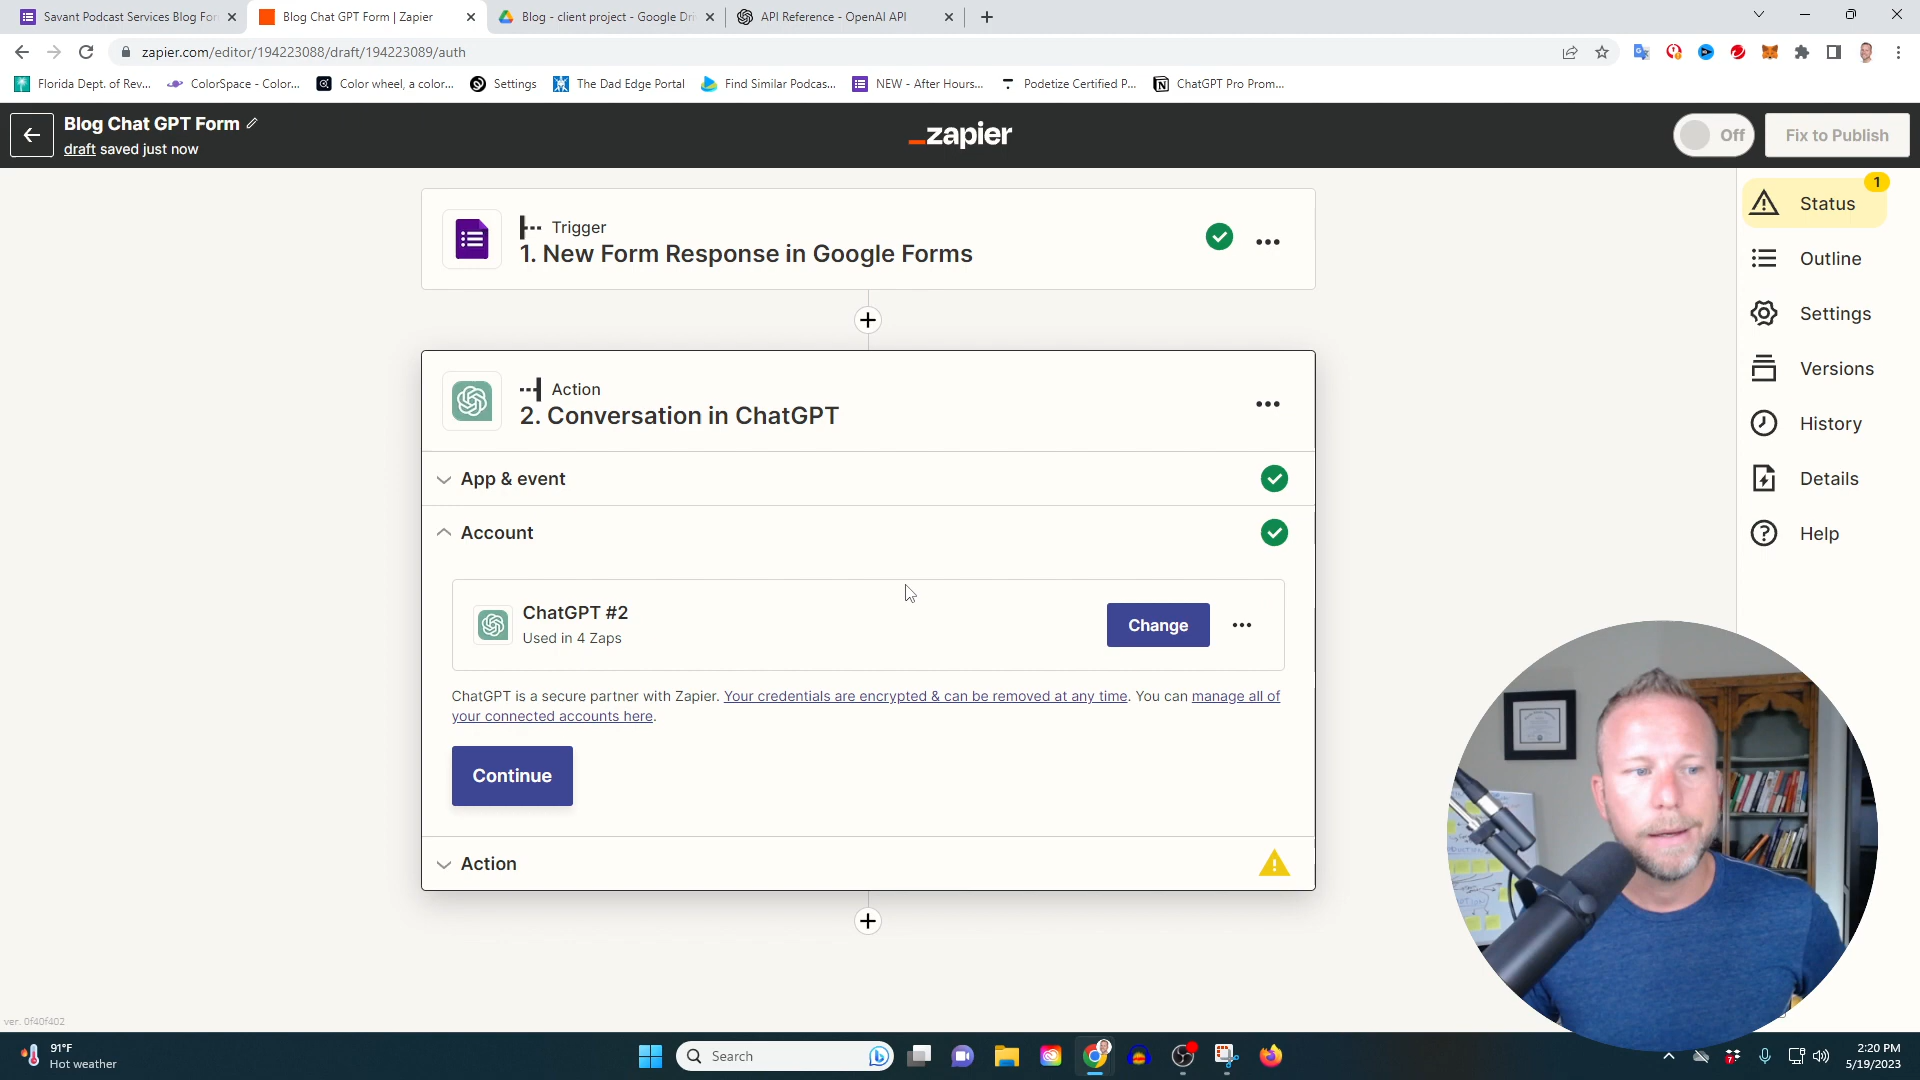 Savant Podcast Services Blog For
Blog Chat GPT Form | Zapier
Blog - client project - Google Dri
API Reference - OpenAI API
zapier.com/editor/194223088/draft/194223089/auth
Florida Dept. of Rev...
ColorSpace - Color...
Color wheel, a color...
Settings
The Dad Edge Portal
Find Similar Podcas...
NEW - After Hours...
Podetize Certified P...
ChatGPT Pro Prom...
Blog Chat GPT Form
draft saved just now
_zapier
Off
Fix to Publish
Trigger
1. New Form Response in Google Forms
Action
2. Conversation in ChatGPT
App & event
Account
ChatGPT #2
Used in 4 Zaps
Change
ChatGPT is a secure partner with Zapier. Your credentials are encrypted & can be removed at any time. You can manage all of
your connected accounts here.
Continue
Action
1
Status
Outline
Settings
Versions
History
Details
Help
ver. 0f40f402
91°F
Hot weather
Search
2:20 PM
5/19/2023